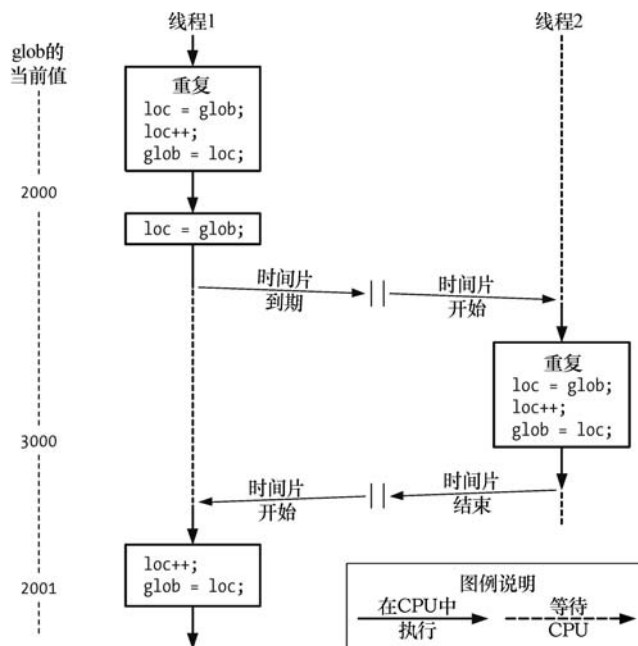 线程1
线程2
glob的
当前值
重复
loc = glob;
loc++;
glob = loc;
2000
loc = glob;
时间片
到期
时间片
开始
重复
loc = glob;
loc++;
glob = loc;
3000
时间片
开始
时间片
结束
loc++;
glob = loc;
2001
图例说明
在CPU中
执行
等待
CPU